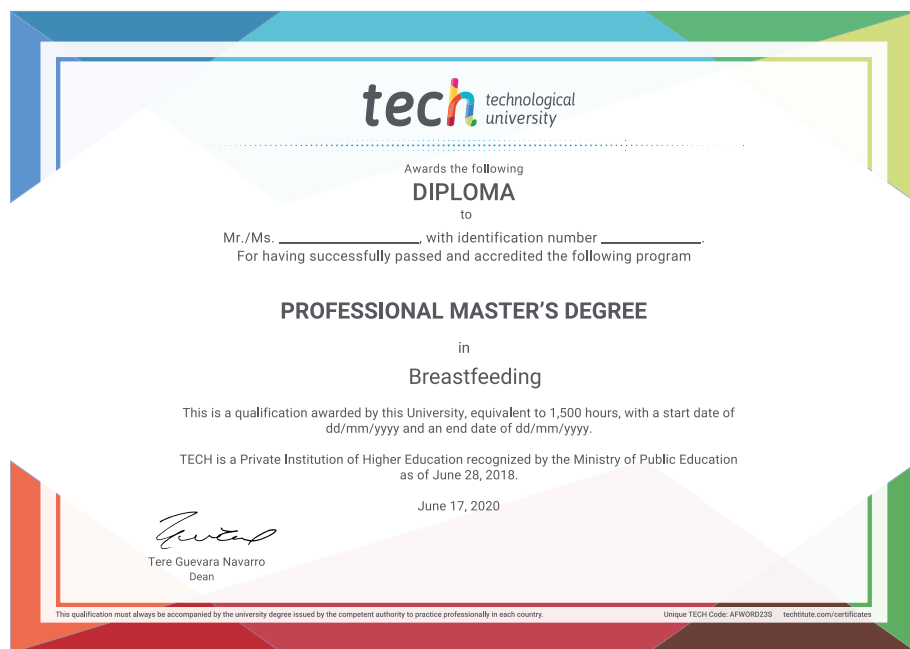 tech technological
university
Awards the following
DIPLOMA
to
Mr./Ms. ____________, with identification number ____________.
For having successfully passed and accredited the following program
PROFESSIONAL MASTER'S DEGREE
in
Breastfeeding
This is a qualification awarded by this University, equivalent to 1,500 hours, with a start date of
dd/mm/yyyy and an end date of dd/mm/yyyy.
TECH is a Private Institution of Higher Education recognized by the Ministry of Public Education
as of June 28, 2018.
June 17, 2020
Tere Guevara Navarro
Dean
This qualification must always be accompanied by the university degree issued by the competent authority to practice professionally in each country.
Unique TECH Code: AFWORD23S techtitute.com/certificates